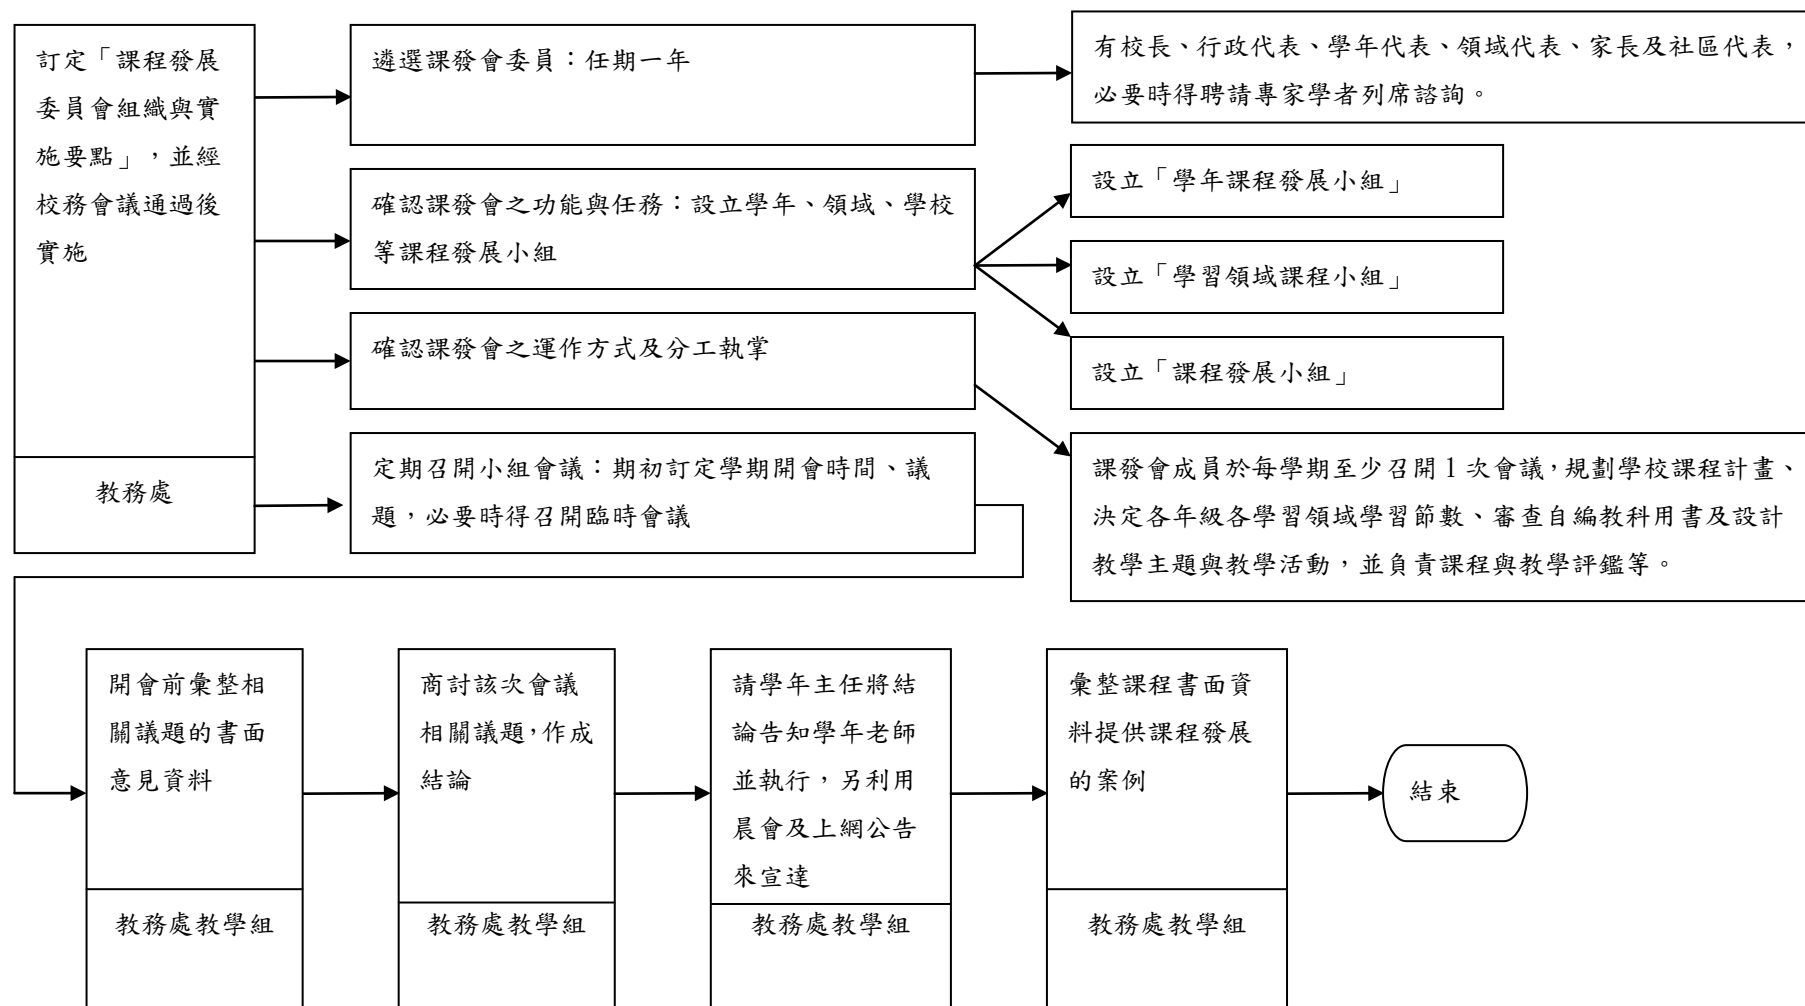 訂定「課程發展
委員會組織與實
施要點」，並經
校務會議通過後
實施
教務處
遴選課發會委員：任期一年
有校長、行政代表、學年代表、領域代表、家長及社區代表，
必要時得聘請專家學者列席諮詢。
確認課發會之功能與任務：設立學年、領域、學校
等課程發展小組
設立「學年課程發展小組」
設立「學習領域課程小組」
設立「課程發展小組」
確認課發會之運作方式及分工執掌
定期召開小組會議：期初訂定學期開會時間、議
題，必要時得召開臨時會議
課發會成員於每學期至少召開1次會議，規劃學校課程計畫、
決定各年級各學習領域學習節數、審查自編教科用書及設計
教學主題與教學活動，並負責課程與教學評鑑等。
開會前彙整相
關議題的書面
意見資料
教務處教學組
商討該次會議
相關議題，作成
結論
教務處教學組
請學年主任將結
論告知學年老師
並執行，另利用
晨會及上網公告
來宣達
教務處教學組
彙整課程書面資
料提供課程發展
的案例
教務處教學組
結束